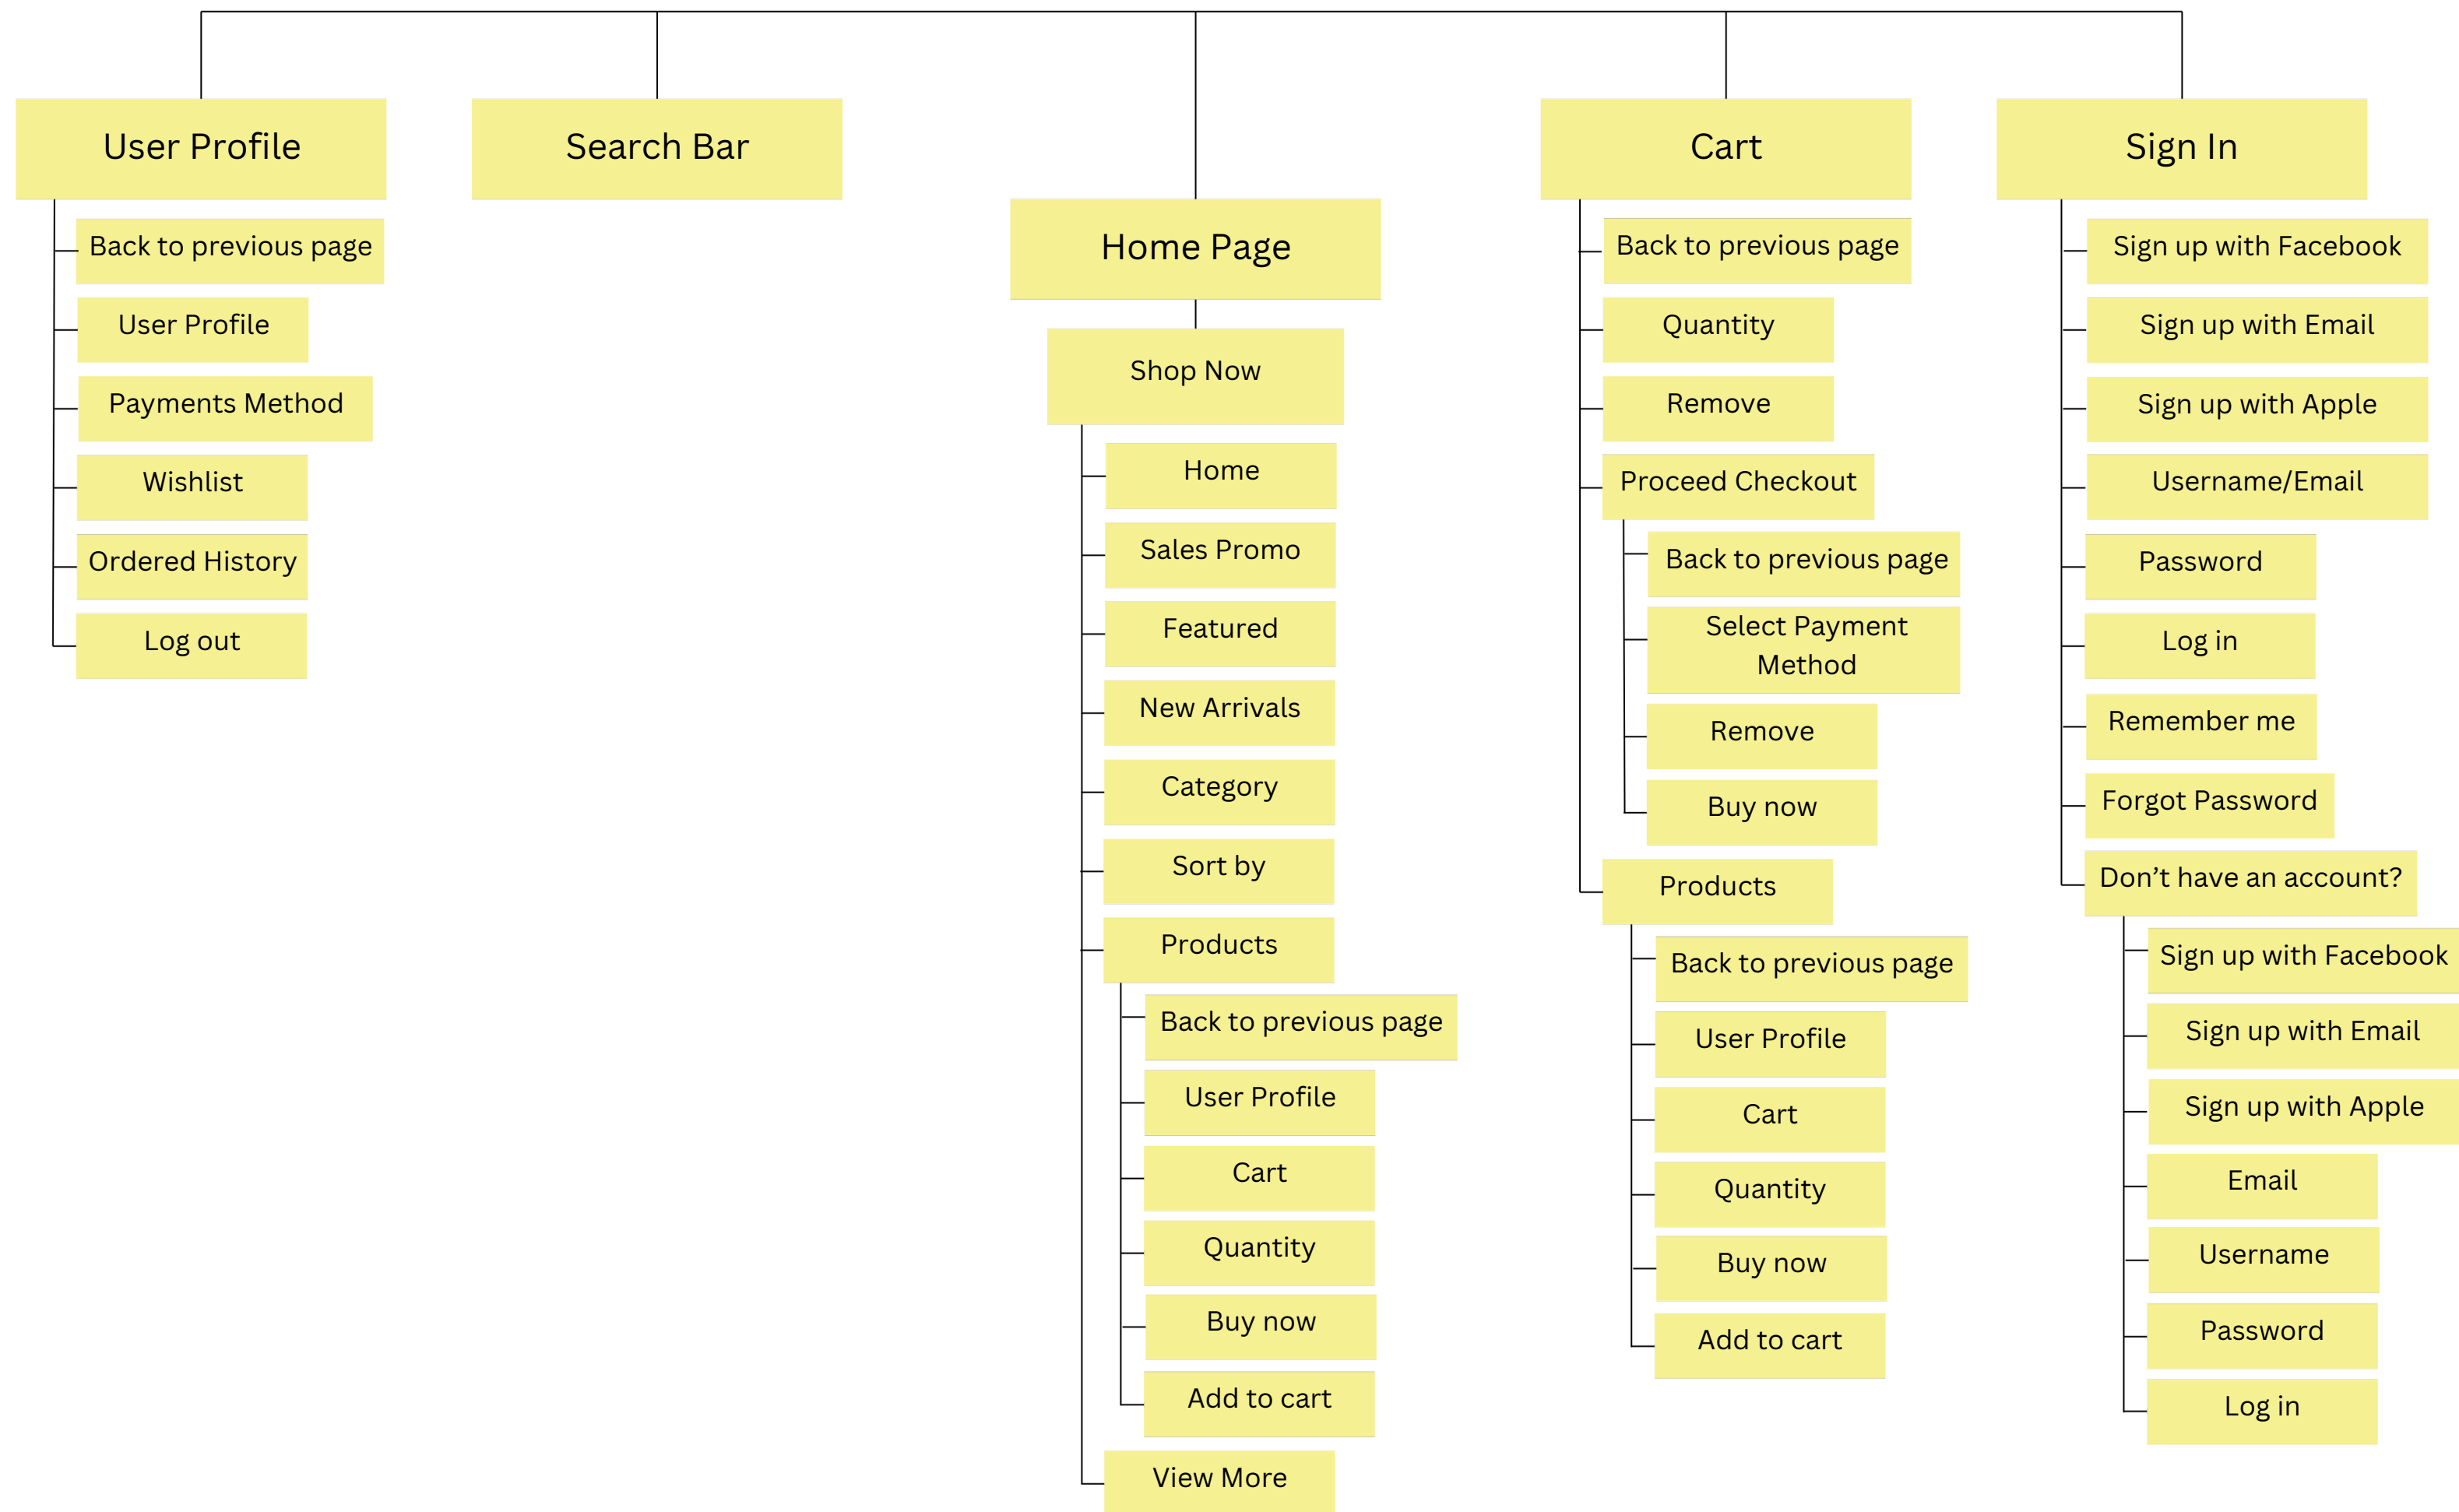 User Profile
Back to previous page
User Profile
Payments Method
Wishlist
Ordered History
Log out
Search Bar
Home Page
Shop Now
Home
Sales Promo
Featured
New Arrivals
Category
Sort by
Products
Back to previous page
User Profile
Cart
Quantity
Buy now
Add to cart
View More
Cart
Back to previous page
Quantity
Remove
Proceed Checkout
Back to previous page
Select Payment
Method
Remove
Buy now
Products
Back to previous page
User Profile
Cart
Quantity
Buy now
Add to cart
Sign In
Sign up with Facebook
Sign up with Email
Sign up with Apple
Username/Email
Password
Log in
Remember me
Forgot Password
Don’t have an account?
Sign up with Facebook
Sign up with Email
Sign up with Apple
Email
Username
Password
Log in